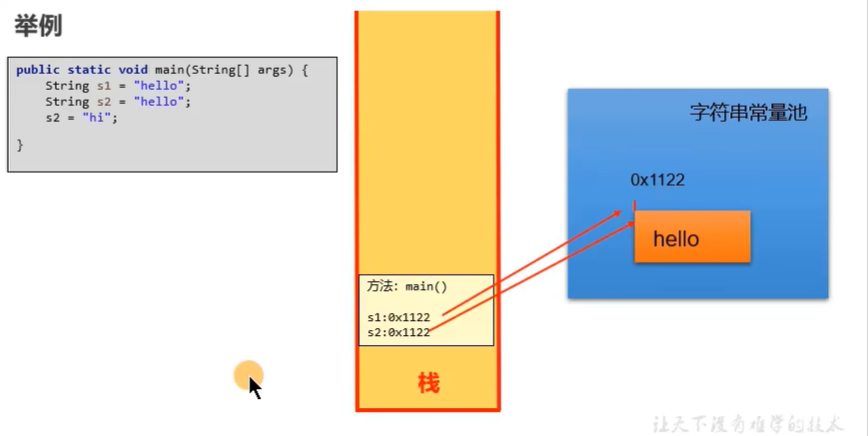 举例
public static void main(String[] args) {
String s1 = "hello";
String s2 = "hello";
s2 = "hi";
}
字符串常量池
0x1122
hello
方法: main()
s1:0x1122
s2:0x1122
栈
让天下没有难学的技术